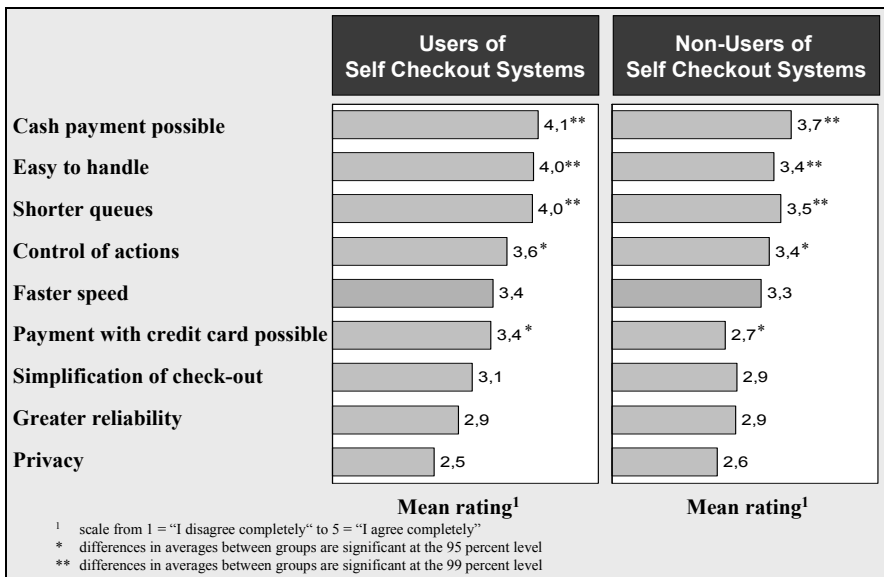 Users of
Self Checkout Systems
Non-Users of
Self Checkout Systems
Cash payment possible 4,1** 3,7**
Easy to handle 4,0** 3,4**
Shorter queues 4,0** 3,5**
Control of actions 3,6* 3,4*
Faster speed 3,4 3,3
Payment with credit card possible 3,4* 2,7*
Simplification of check-out 3,1 2,9
Greater reliability 2,9 2,9
Privacy 2,5 2,6
Mean rating¹ Mean rating¹
¹ scale from 1 = “I disagree completely“ to 5 = “I agree completely”
* differences in averages between groups are significant at the 95 percent level
** differences in averages between groups are significant at the 99 percent level